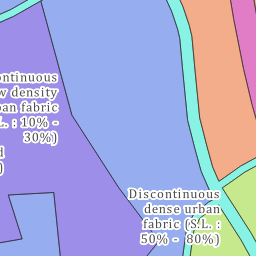 ontinuous
w density
ban fabric
L. : 10% -
30%)
d
)
Discontinuous
dense urban
fabric (S.L. :
50% -  80%)